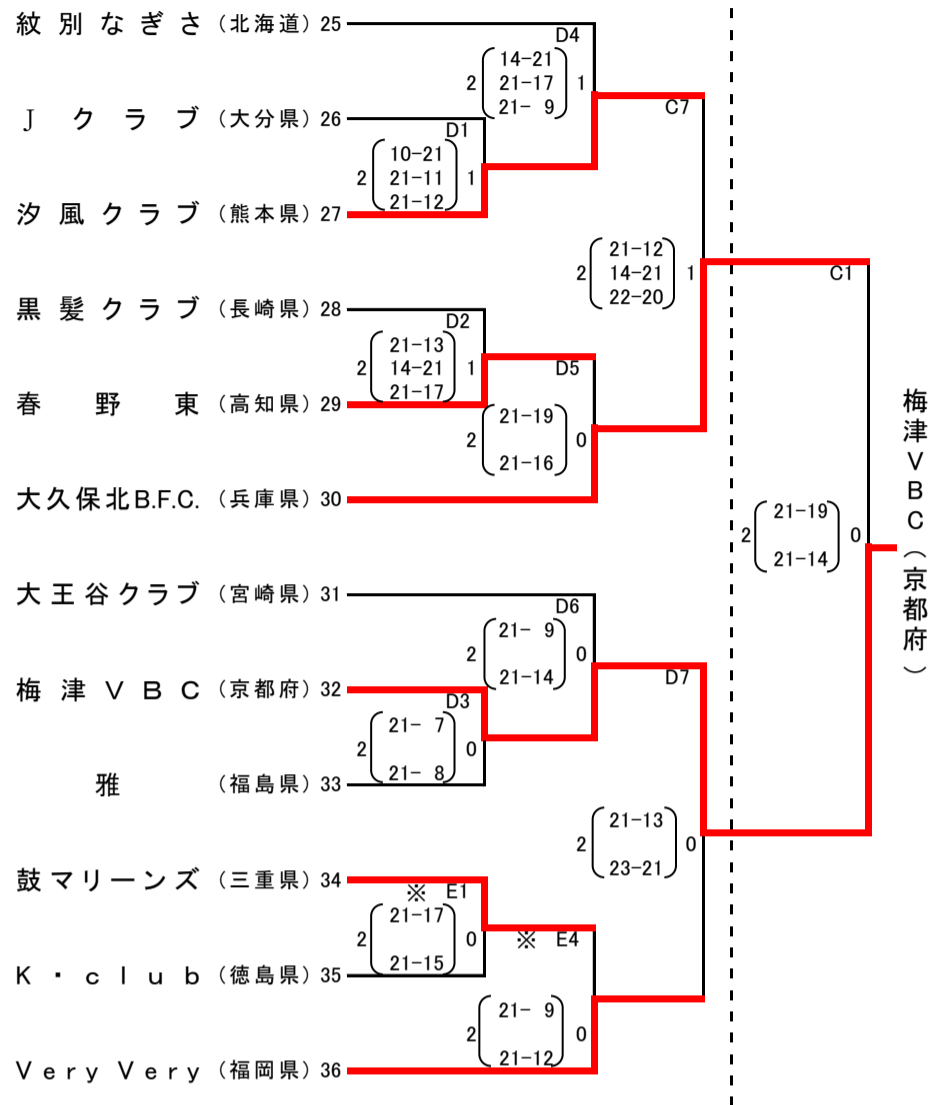 紋別なぎさ (北海道) 25
D4
14-21
2 21-17 1
21- 9
C7
Jクラブ (大分県) 26
D1
10-21
2 21-11 1
21-12
汐風クラブ (熊本県) 27
21-12
2 14-21 1
22-20
C1
黒髪クラブ (長崎県) 28
D2
21-13
2 14-21 1
21-17
D5
春野東 (高知県) 29
21-19
2 0
21-16
大久保北B.F.C. (兵庫県) 30
21-19
2 0
21-14
梅津VBC(京都府)
大王谷クラブ (宮崎県) 31
D6
21- 9
2 0
21-14
D7
梅津VBC (京都府) 32
D3
21- 7
2 0
21- 8
雅 (福島県) 33
21-13
2 0
23-21
鼓マリーンズ (三重県) 34
※ E1
21-17
2 0
21-15
※ E4
K・club (徳島県) 35
21- 9
2 0
21-12
Very Very (福岡県) 36